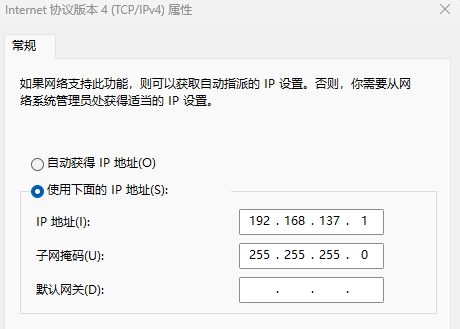 Internet 协议版本 4 (TCP/IPv4) 属性
常规
如果网络支持此功能，则可以获取自动指派的 IP 设置。否则，你需要从网
络系统管理员处获得适当的 IP 设置。
自动获得 IP 地址(O)
使用下面的 IP 地址(S):
IP 地址(I): 192 . 168 . 137 . 1
子网掩码(U): 255 . 255 . 255 . 0
默认网关(D): . . .